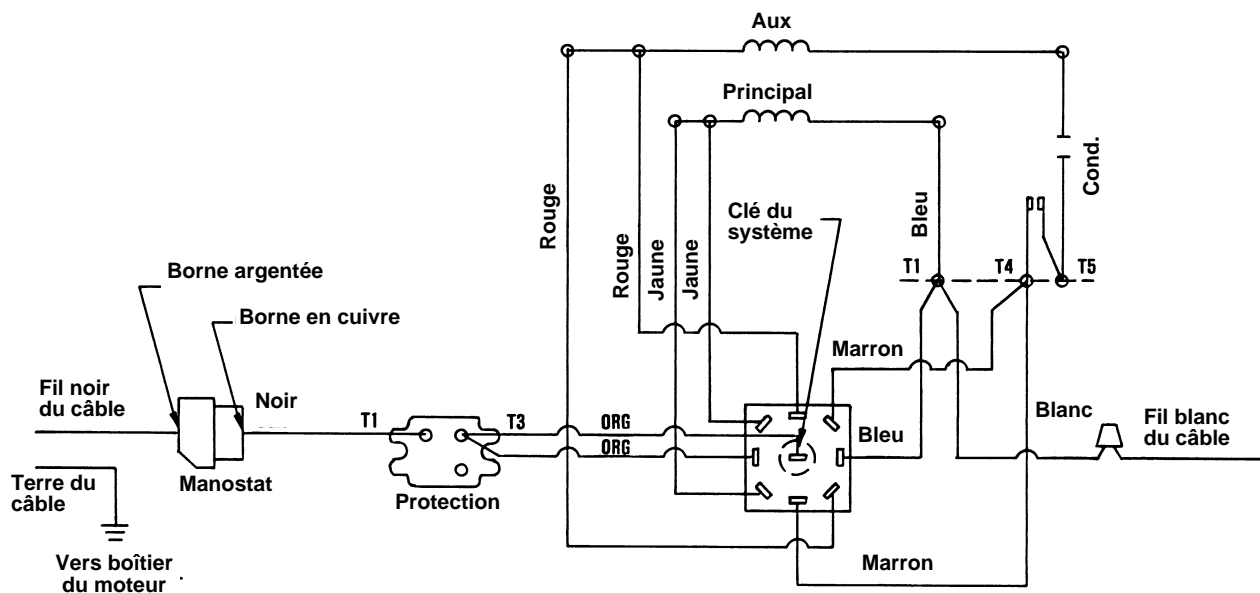 Aux
Principal
Rouge
Rouge
Jaune
Jaune
Clé du
système
Bleu
Cond.
T1
T4
T5
Borne argentée
Borne en cuivre
Marron
Fil noir
du câble
Noir
T1
T3
ORG
ORG
Bleu
Blanc
Fil blanc
du câble
Terre du
câble
Manostat
Protection
Vers boîtier
du moteur
Marron